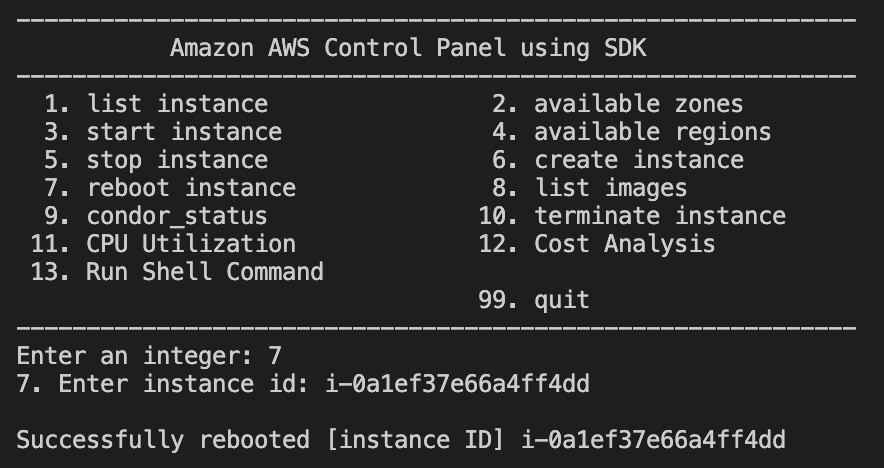 ------------------------------------------------------------
           Amazon AWS Control Panel using SDK
------------------------------------------------------------
  1. list instance                2. available zones
  3. start instance               4. available regions
  5. stop instance                6. create instance
  7. reboot instance              8. list images
  9. condor_status               10. terminate instance
 11. CPU Utilization             12. Cost Analysis
 13. Run Shell Command
                                 99. quit
------------------------------------------------------------
Enter an integer: 7
7. Enter instance id: i-0a1ef37e66a4ff4dd
Successfully rebooted [instance ID] i-0a1ef37e66a4ff4dd